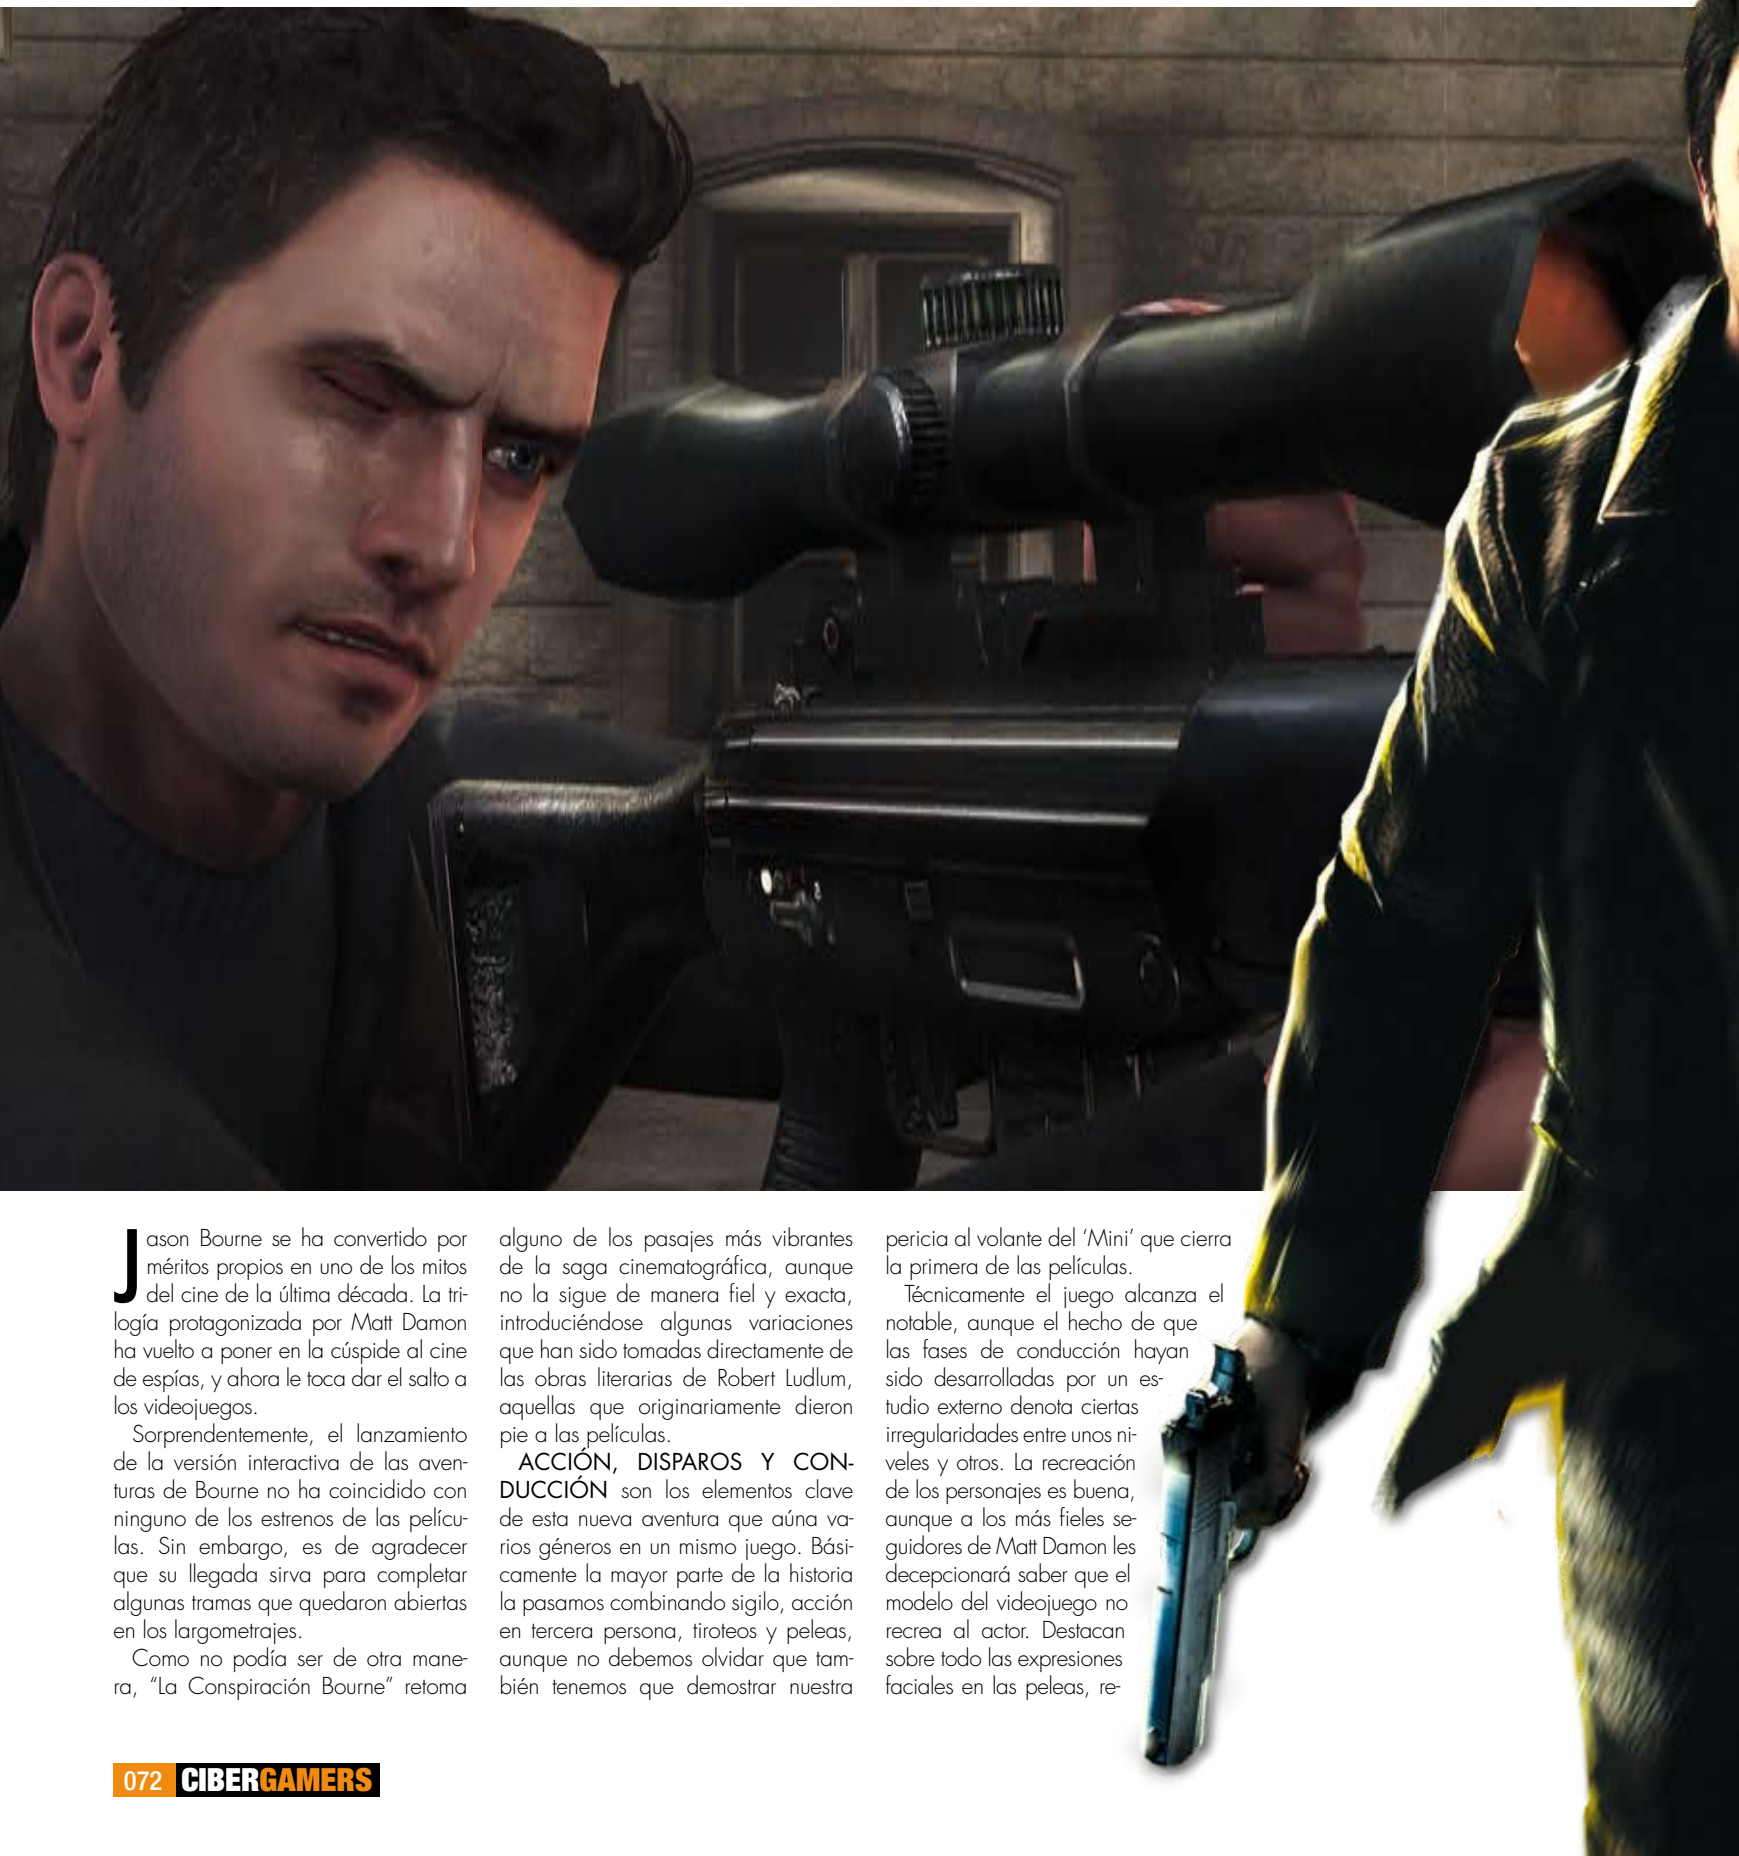 Jason Bourne se ha convertido por
méritos propios en uno de los mitos
del cine de la última década. La tri-
logía protagonizada por Matt Damon
ha vuelto a poner en la cúspide al cine
de espías, y ahora le toca dar el salto a
los videojuegos.
Sorprendentemente, el lanzamiento
de la versión interactiva de las aven-
turas de Bourne no ha coincidido con
ninguno de los estrenos de las pelícu-
las. Sin embargo, es de agradecer
que su llegada sirva para completar
algunas tramas que quedaron abiertas
en los largometrajes.
Como no podía ser de otra mane-
ra, “La Conspiración Bourne” retoma
alguno de los pasajes más vibrantes
de la saga cinematográfica, aunque
no la sigue de manera fiel y exacta,
introduciéndose algunas variaciones
que han sido tomadas directamente de
las obras literarias de Robert Ludlum,
aquellas que originariamente dieron
pie a las películas.
ACCIÓN, DISPAROS Y CON-
DUCCIÓN son los elementos clave
de esta nueva aventura que aúna va-
rios géneros en un mismo juego. Bási-
camente la mayor parte de la historia
la pasamos combinando sigilo, acción
en tercera persona, tiroteos y peleas,
aunque no debemos olvidar que tam-
bién tenemos que demostrar nuestra
pericia al volante del ‘Mini’ que cierra
la primera de las películas.
Técnicamente el juego alcanza el
notable, aunque el hecho de que
las fases de conducción hayan
sido desarrolladas por un es-
tudio externo denota ciertas
irregularidades entre unos ni-
veles y otros. La recreación
de los personajes es buena,
aunque a los más fieles se-
guidores de Matt Damon les
decepcionará saber que el
modelo del videojuego no
recrea al actor. Destacan
sobre todo las expresiones
faciales en las peleas, re-
072 CIBERGAMERS